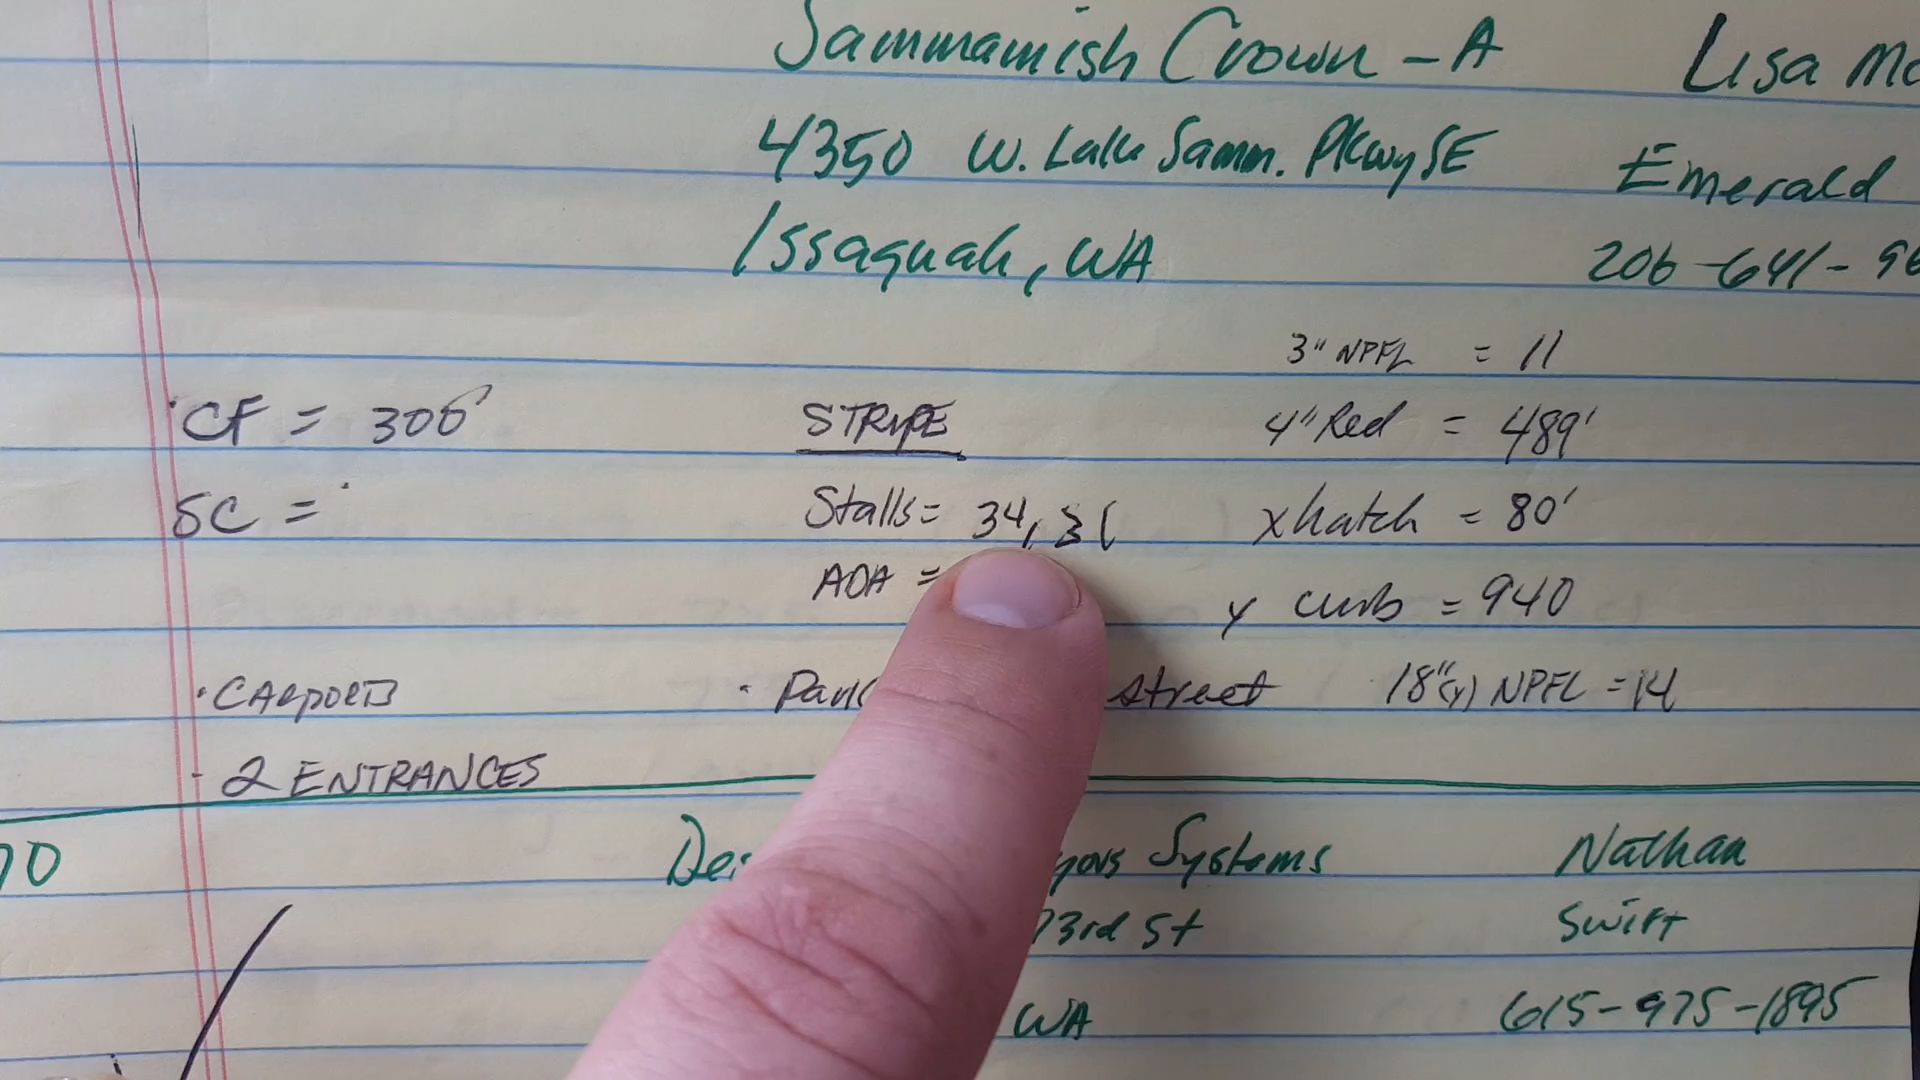 Sammamish Crown - A
Lisa
4350 W. Lake Samm. Pkwy SE
Emerald
Issaquah, WA
206-641-
3" NPFL = 11
CF = 300'
STRIPE
4" Red = 489'
SC =
Stalls = 34,
xhatch = 80'
ADA =
y curb = 940
· CARPORTS
street
18"(y) NPFL = 14
- 2 ENTRANCES
Systems
Nathan
3rd St
Swift
WA
615-975-1895